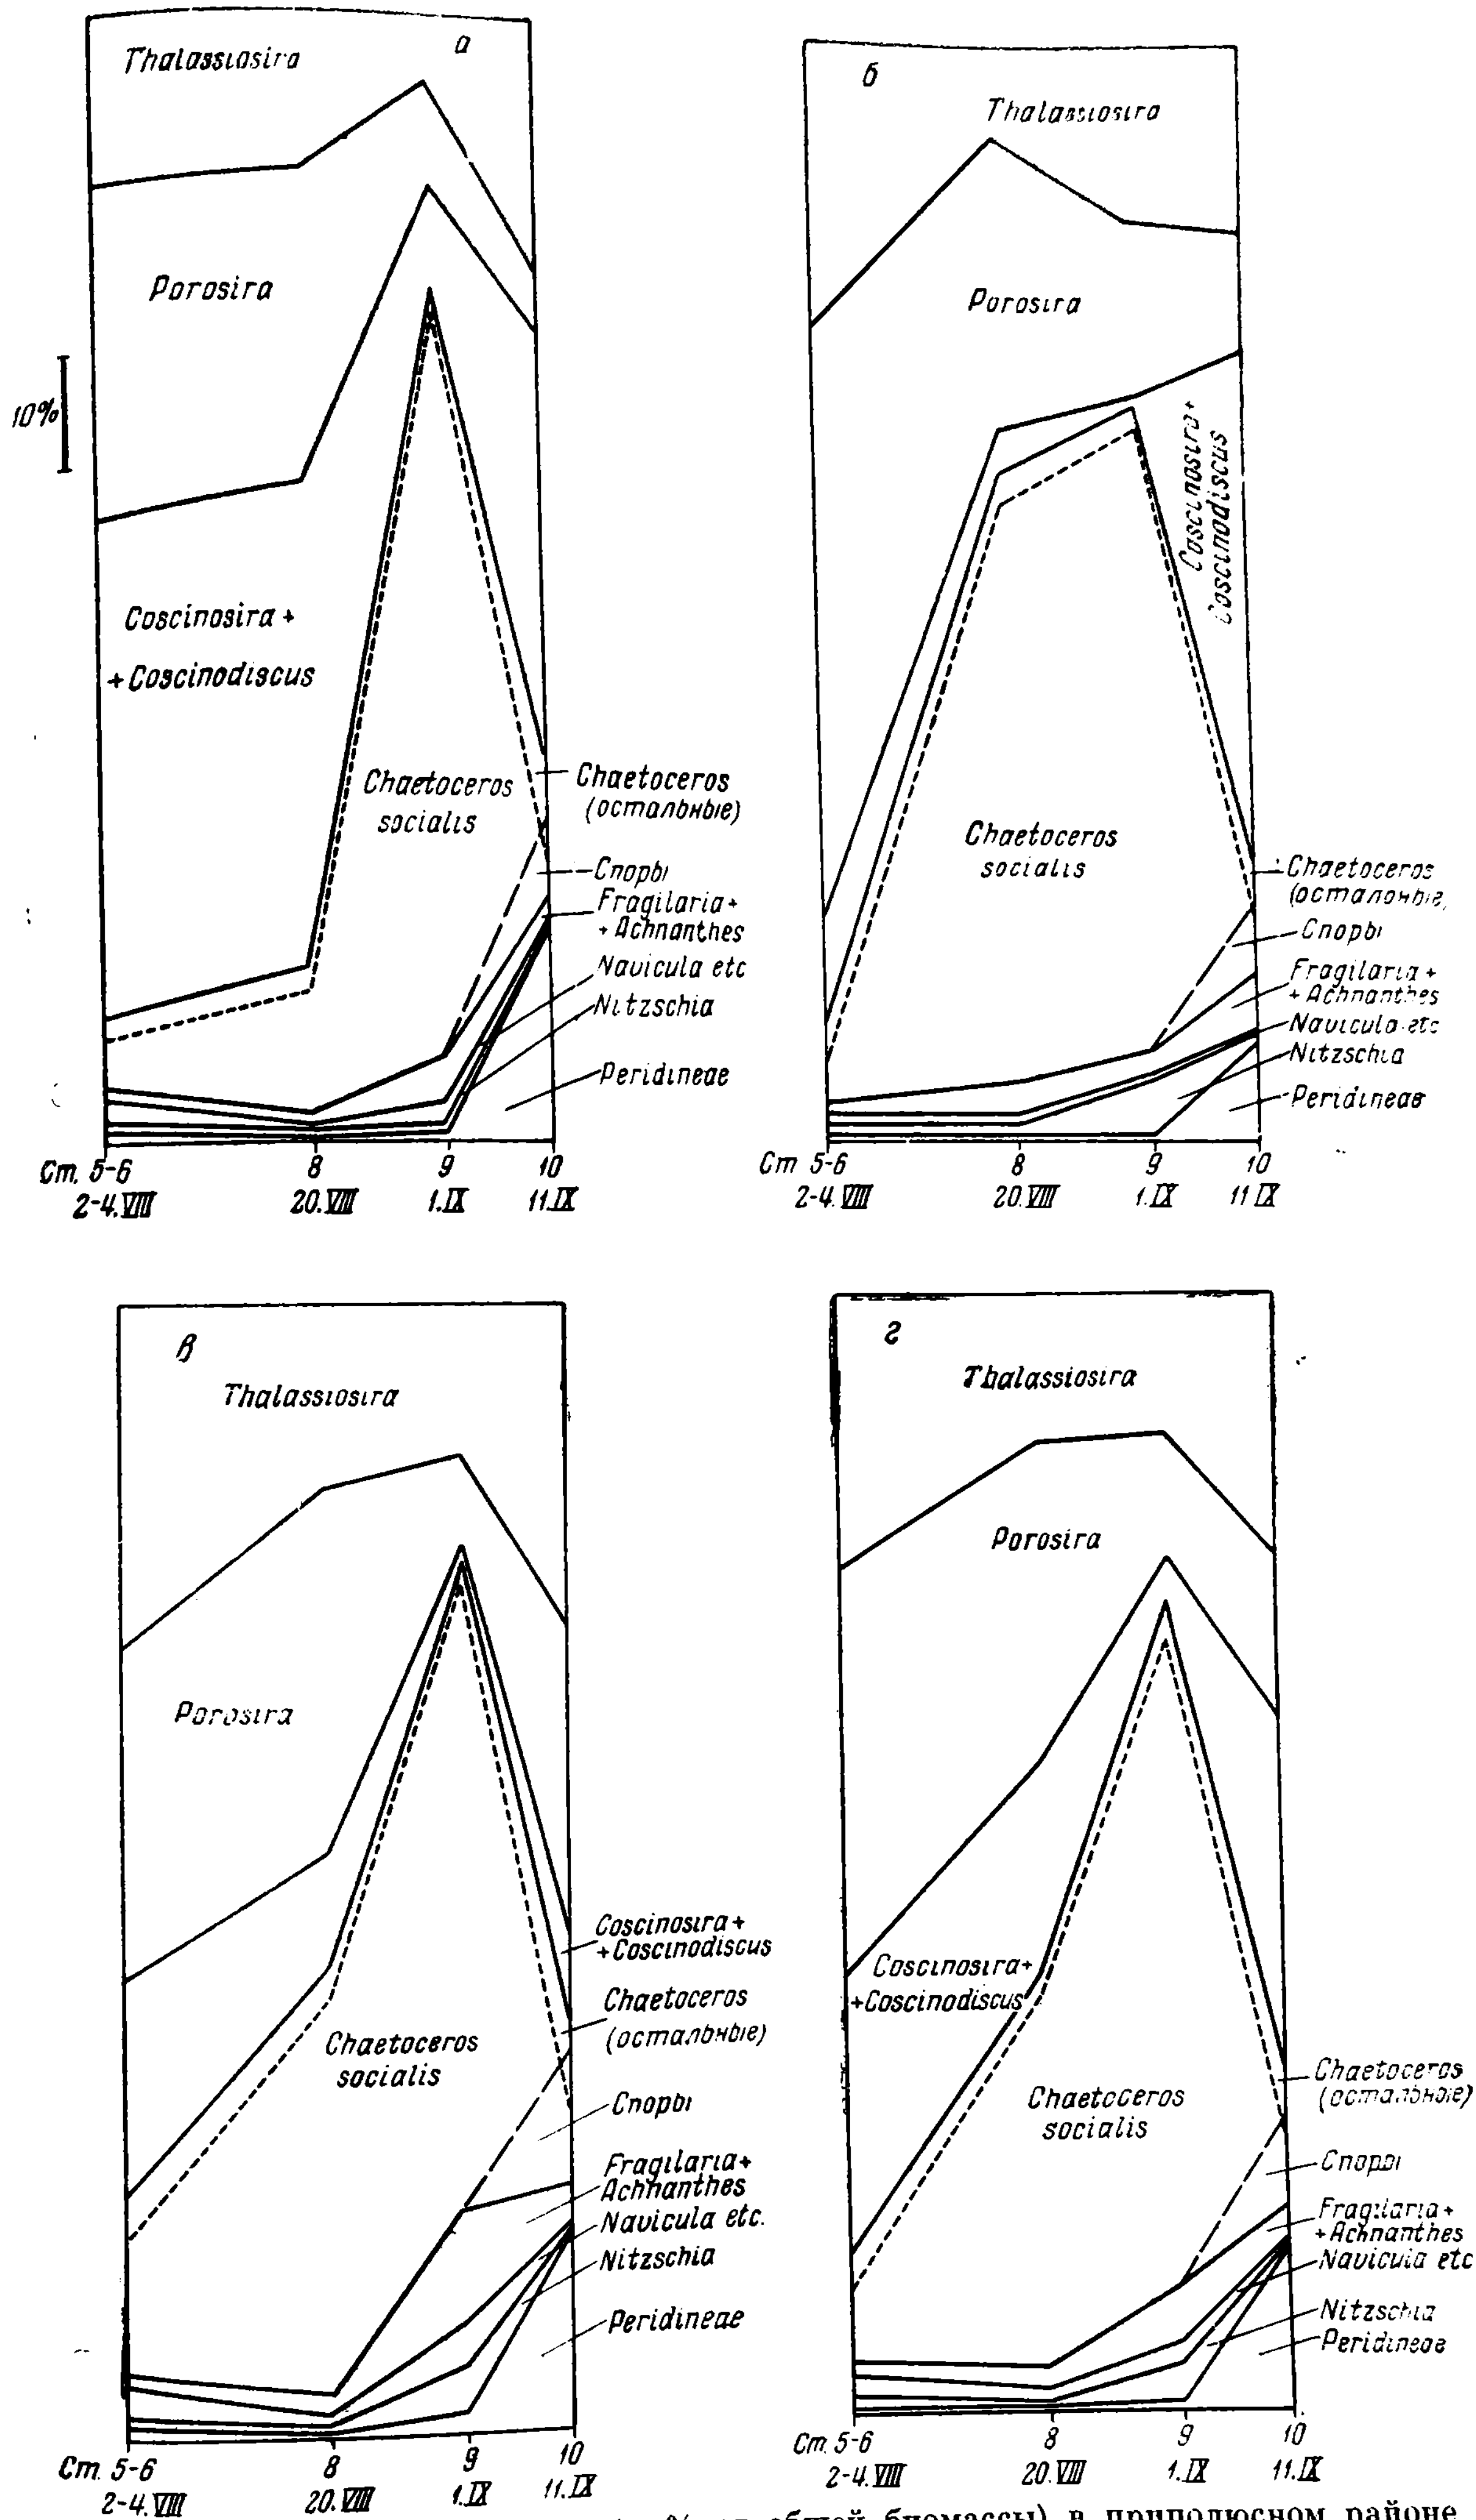 а
Thalassiosira
Porosira
10%
Coscinosira +
+ Coscinodiscus
Chaetoceros
socialis
Chaetoceros
(остальные)
Споры
Fragilaria +
+ Achnanthes
Navicula etc
Nitzschia
Peridineae
Ст. 5-6 8 9 10
2-4.VIII 20.VIII 1.IX 11.IX
б
Thalassiosira
Porosira
Coscinosira +
Coscinodiscus
Chaetoceros
socialis
Chaetoceros
(остальные)
Споры
Fragilaria +
+ Achnanthes
Navicula etc
Nitzschia
Peridineae
Ст 5-6 8 9 10
2-4.VIII 20.VIII 1.IX 11 IX
в
Thalassiosira
Porosira
Chaetoceros
socialis
Coscinosira +
+ Coscinodiscus
Chaetoceros
(остальные)
Споры
Fragilaria +
Achnanthes
Navicula etc.
Nitzschia
Peridineae
Ст. 5-6 8 9 10
2-4.VIII 20.VIII 1.IX 11.IX
г
Thalassiosira
Porosira
Coscinosira +
+ Coscinodiscus
Chaetoceros
socialis
Chaetoceros
(остальные)
Споры
Fragilaria +
+ Achnanthes
Navicula etc
Nitzschia
Peridineae
Ст. 5-6 8 9 10
2-4.VIII 20.VIII 1.IX 11.IX
% общей биомассы) в приполюсном районе